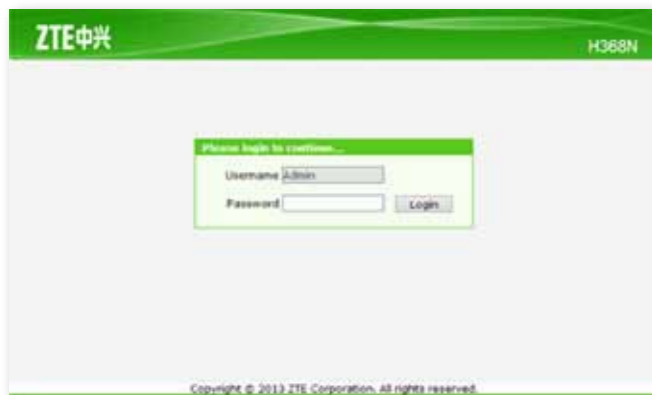 ZTE中兴
H368N
Please login to continue...
Username Admin
Password
Login
Copyright © 2013 ZTE Corporation. All rights reserved.